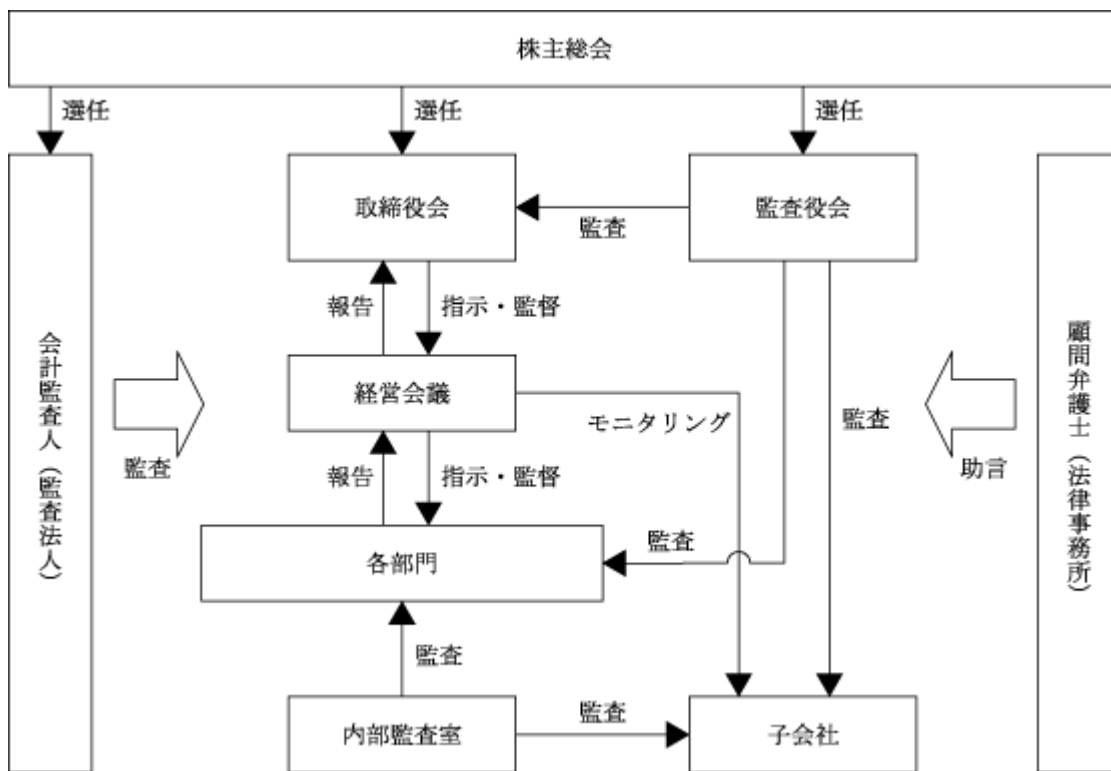 株主総会
選任
選任
選任
取締役会
監査役会
監査
報告
指示・監督
会計監査人（監査法人）
顧問弁護士（法律事務所）
経営会議
モニタリング
監査
監査
助言
報告
指示・監督
監査
各部門
監査
内部監査室
監査
子会社